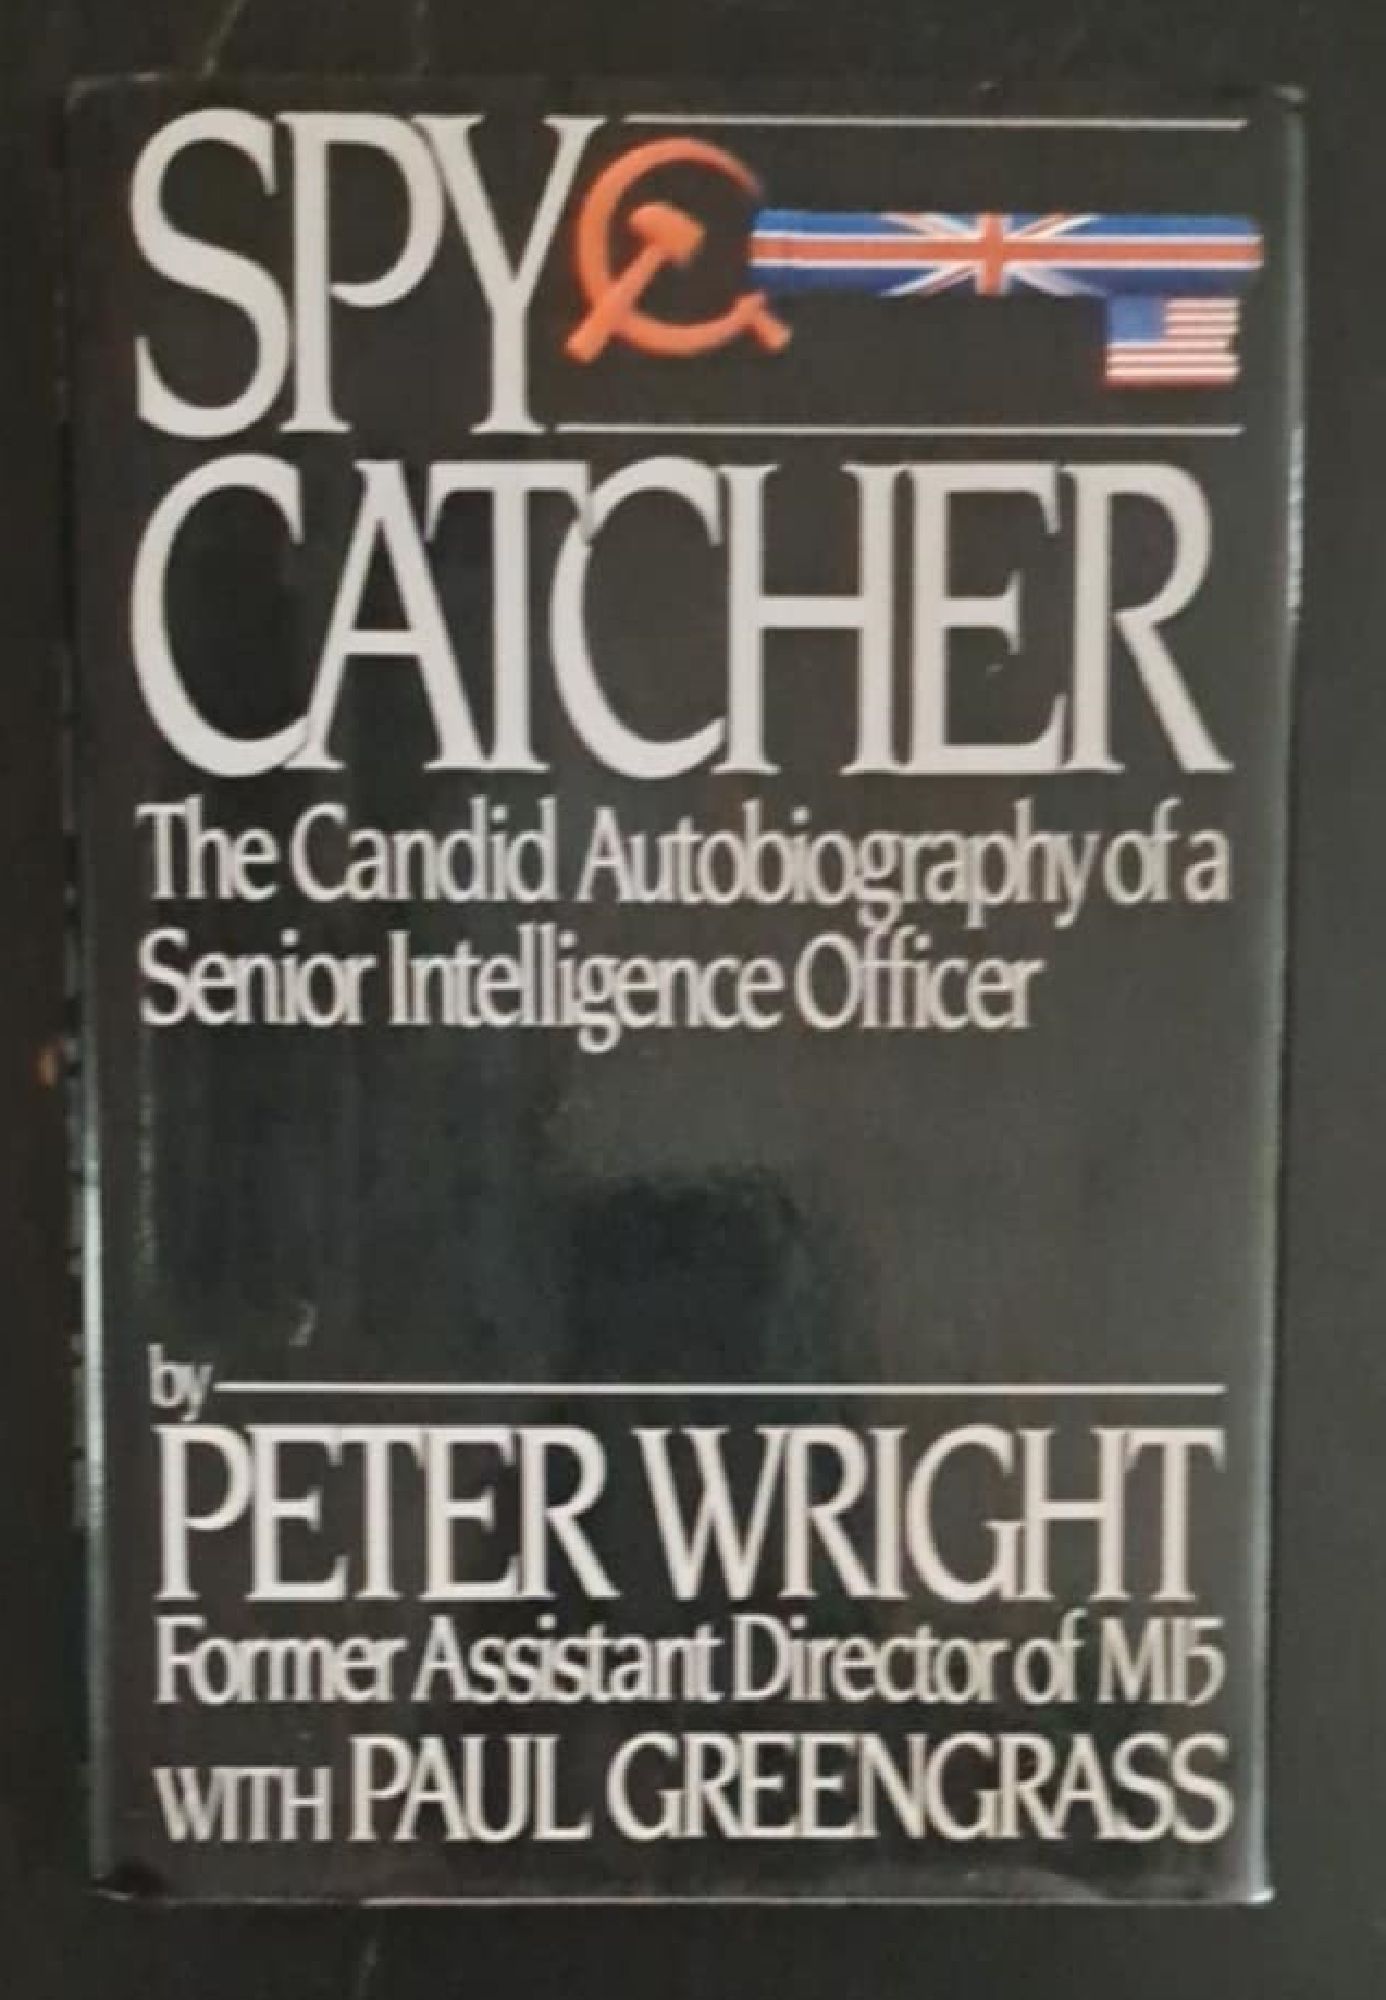 SPY
CATCHER
The Candid Autobiography of a
Senior Intelligence Officer
by
PETER WRIGHT
Former Assistant Director of MI5
WITH PAUL GREENGRASS